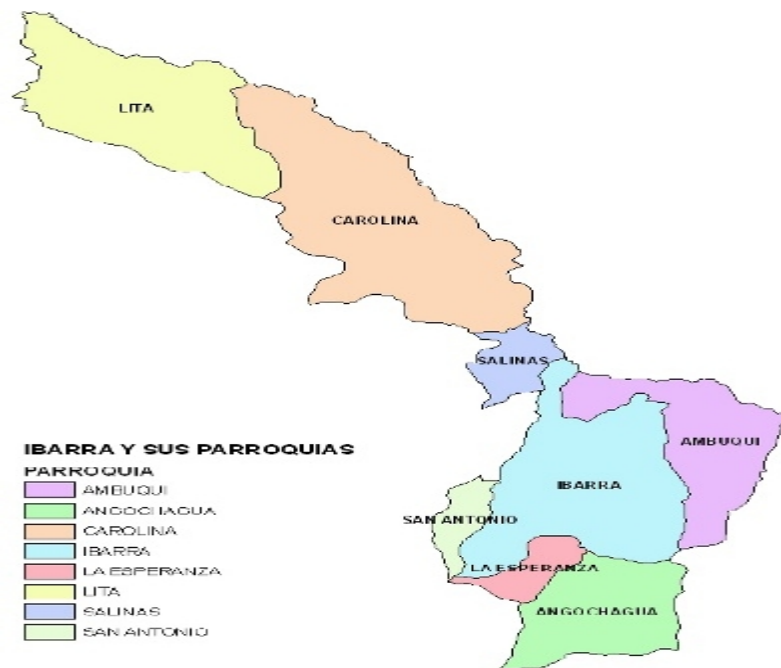 LITA
CAROLINA
SALINAS
AMBUQUI
IBARRA
SAN ANTONIO
LA ESPERANZA
ANGOCHAGUA
IBARRA Y SUS PARROQUIAS
PARROQUIA
AMBUQUI
ANGOCHAGUA
CAROLINA
IBARRA
LA ESPERANZA
LITA
SALINAS
SAN ANTONIO